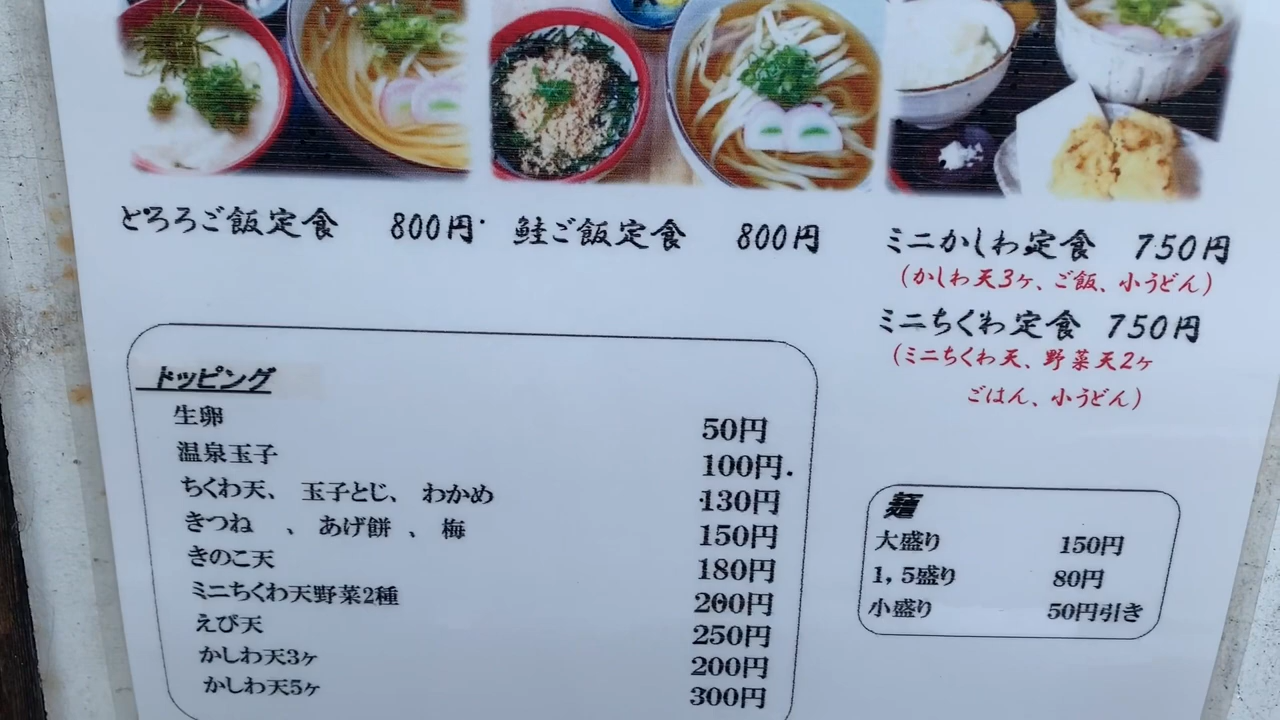 とろろご飯定食 800円
鮭ご飯定食 800円
ミニかしわ定食 750円
(かしわ天3ヶ、ご飯、小うどん)
ミニちくわ定食 750円
(ミニちくわ天、野菜天2ヶ
ごはん、小うどん)
トッピング
生卵 50円
温泉玉子 100円.
ちくわ天、 玉子とじ、 わかめ 130円
きつね 、 あげ餅 、 梅 150円
きのこ天 180円
ミニちくわ天野菜2種 200円
えび天 250円
かしわ天3ヶ 200円
かしわ天5ヶ 300円
麺
大盛り 150円
1,5盛り 80円
小盛り 50円引き